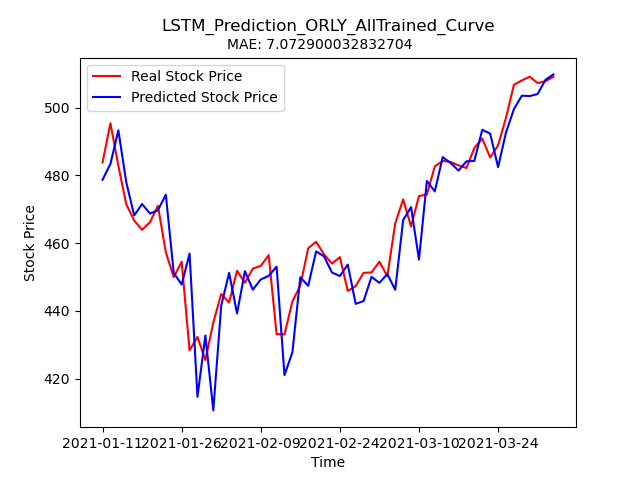 LSTM_Prediction_ORLY_AllTrained_Curve
MAE: 7.072900032832704
Real Stock Price
Predicted Stock Price
500
480
460
440
420
Stock Price
2021-01-11 2021-01-26 2021-02-09 2021-02-24 2021-03-10 2021-03-24
Time